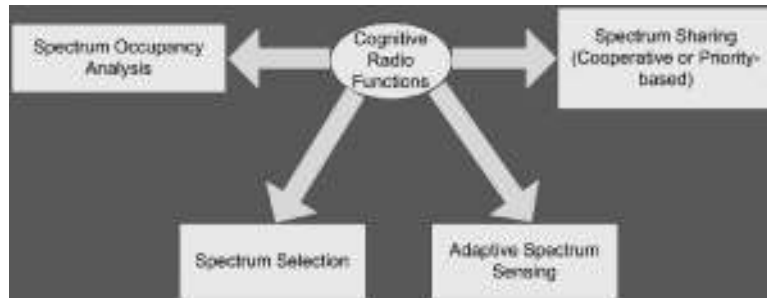 Spectrum Occupancy
Analysis
Cognitive
Radio
Functions
Spectrum Sharing
(Cooperative or Priority-
based)
Spectrum Selection
Adaptive Spectrum
Sensing